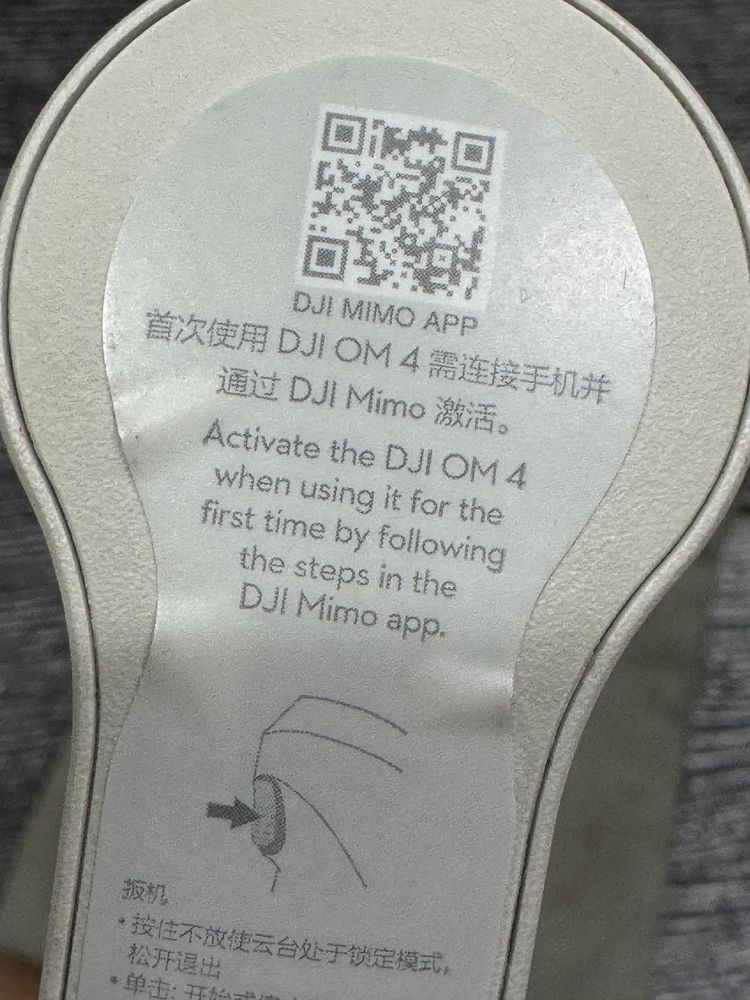 DJI MIMO APP
首次使用 DJI OM 4 需连接手机并
通过 DJI Mimo 激活。
Activate the DJI OM 4
when using it for the
first time by following
the steps in the
DJI Mimo app.
扳机
·按住不放使云台处于锁定模式,
松开退出
·单击: 开始或